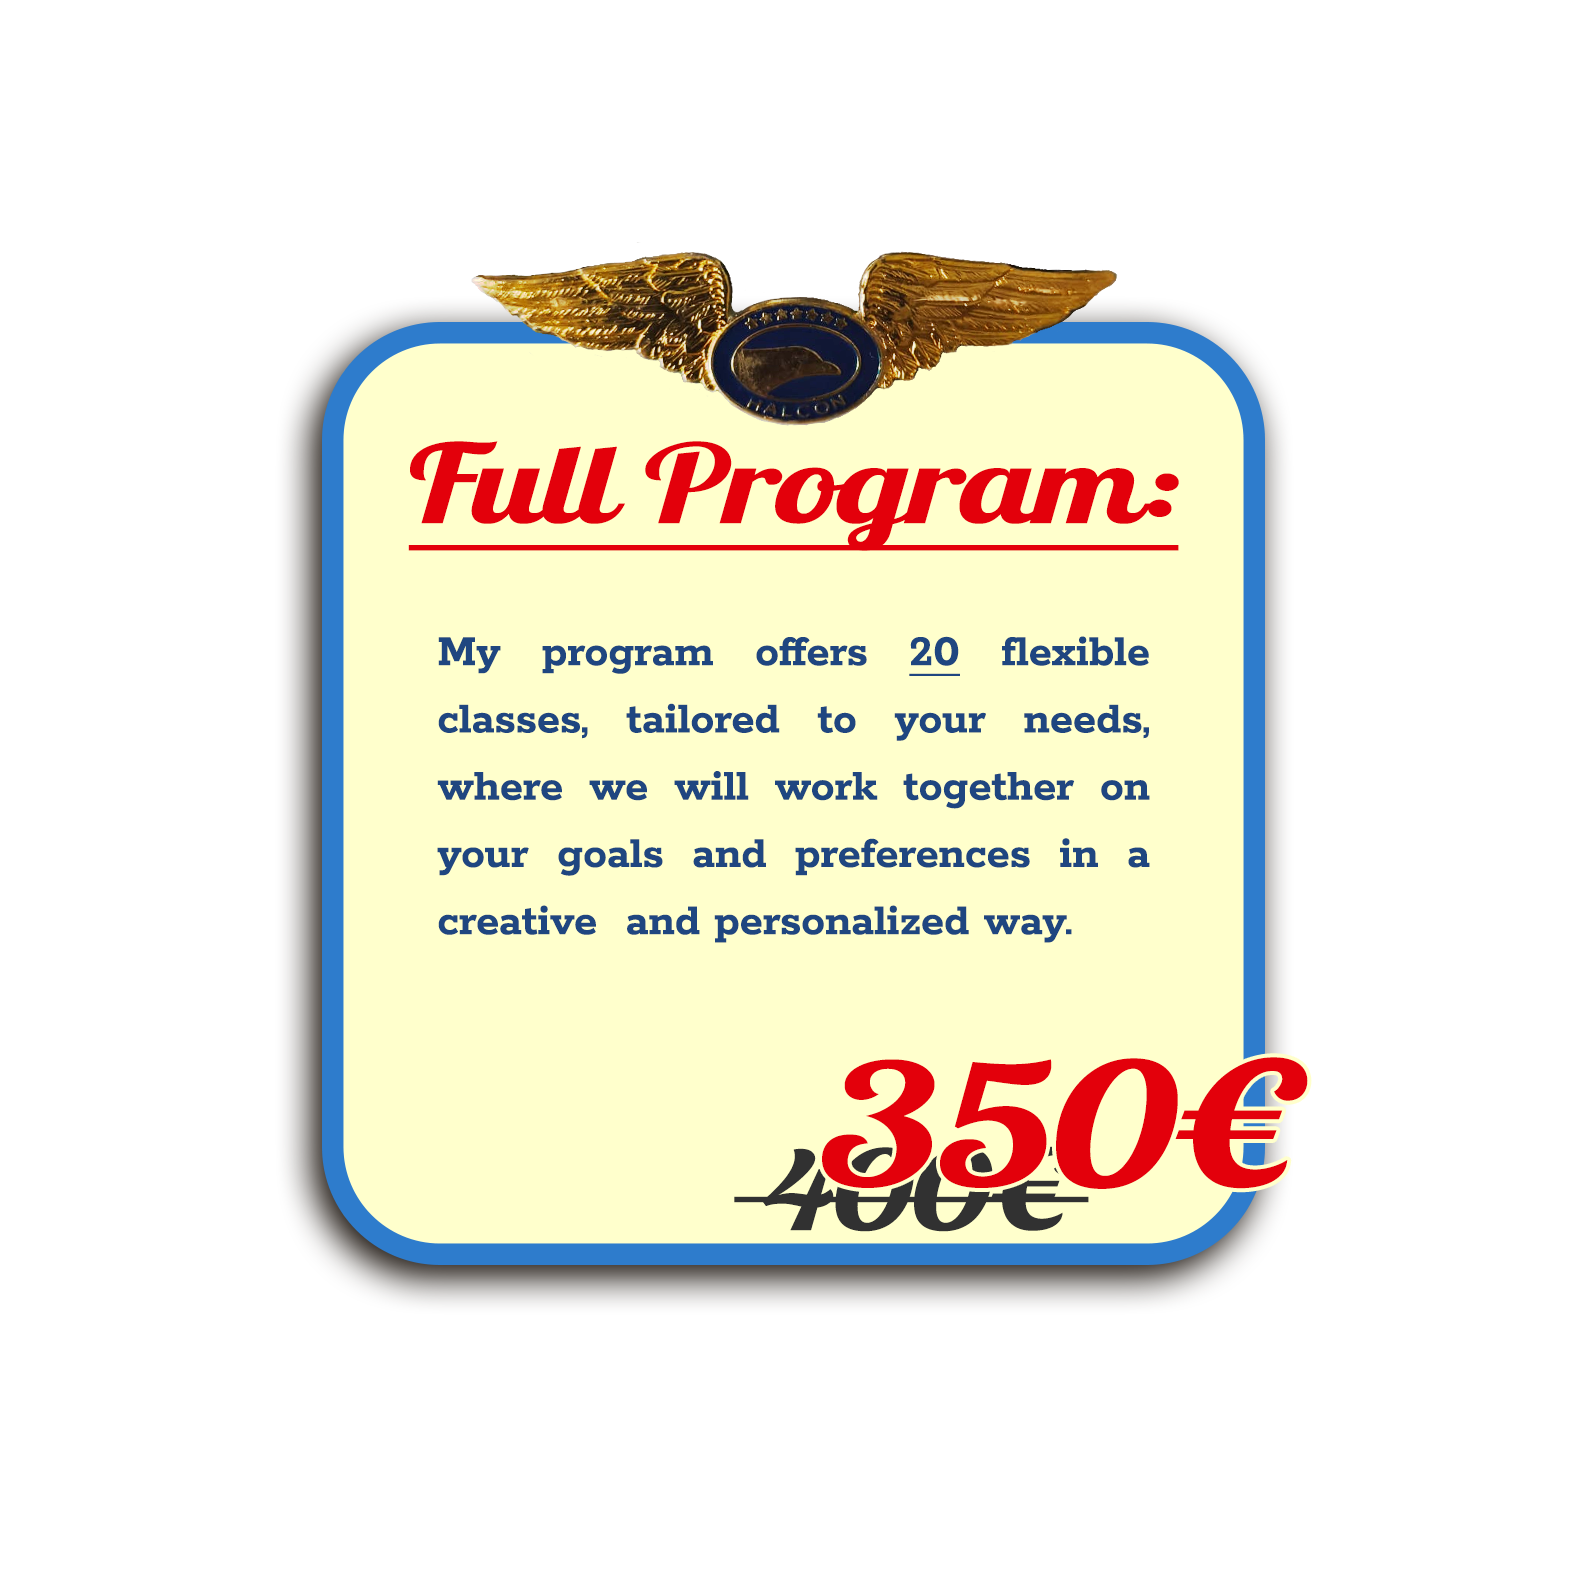 HALCON
Full Program:
My program offers 20 flexible
classes, tailored to your needs,
where we will work together on
your goals and preferences in a
creative and personalized way.
350€
400€